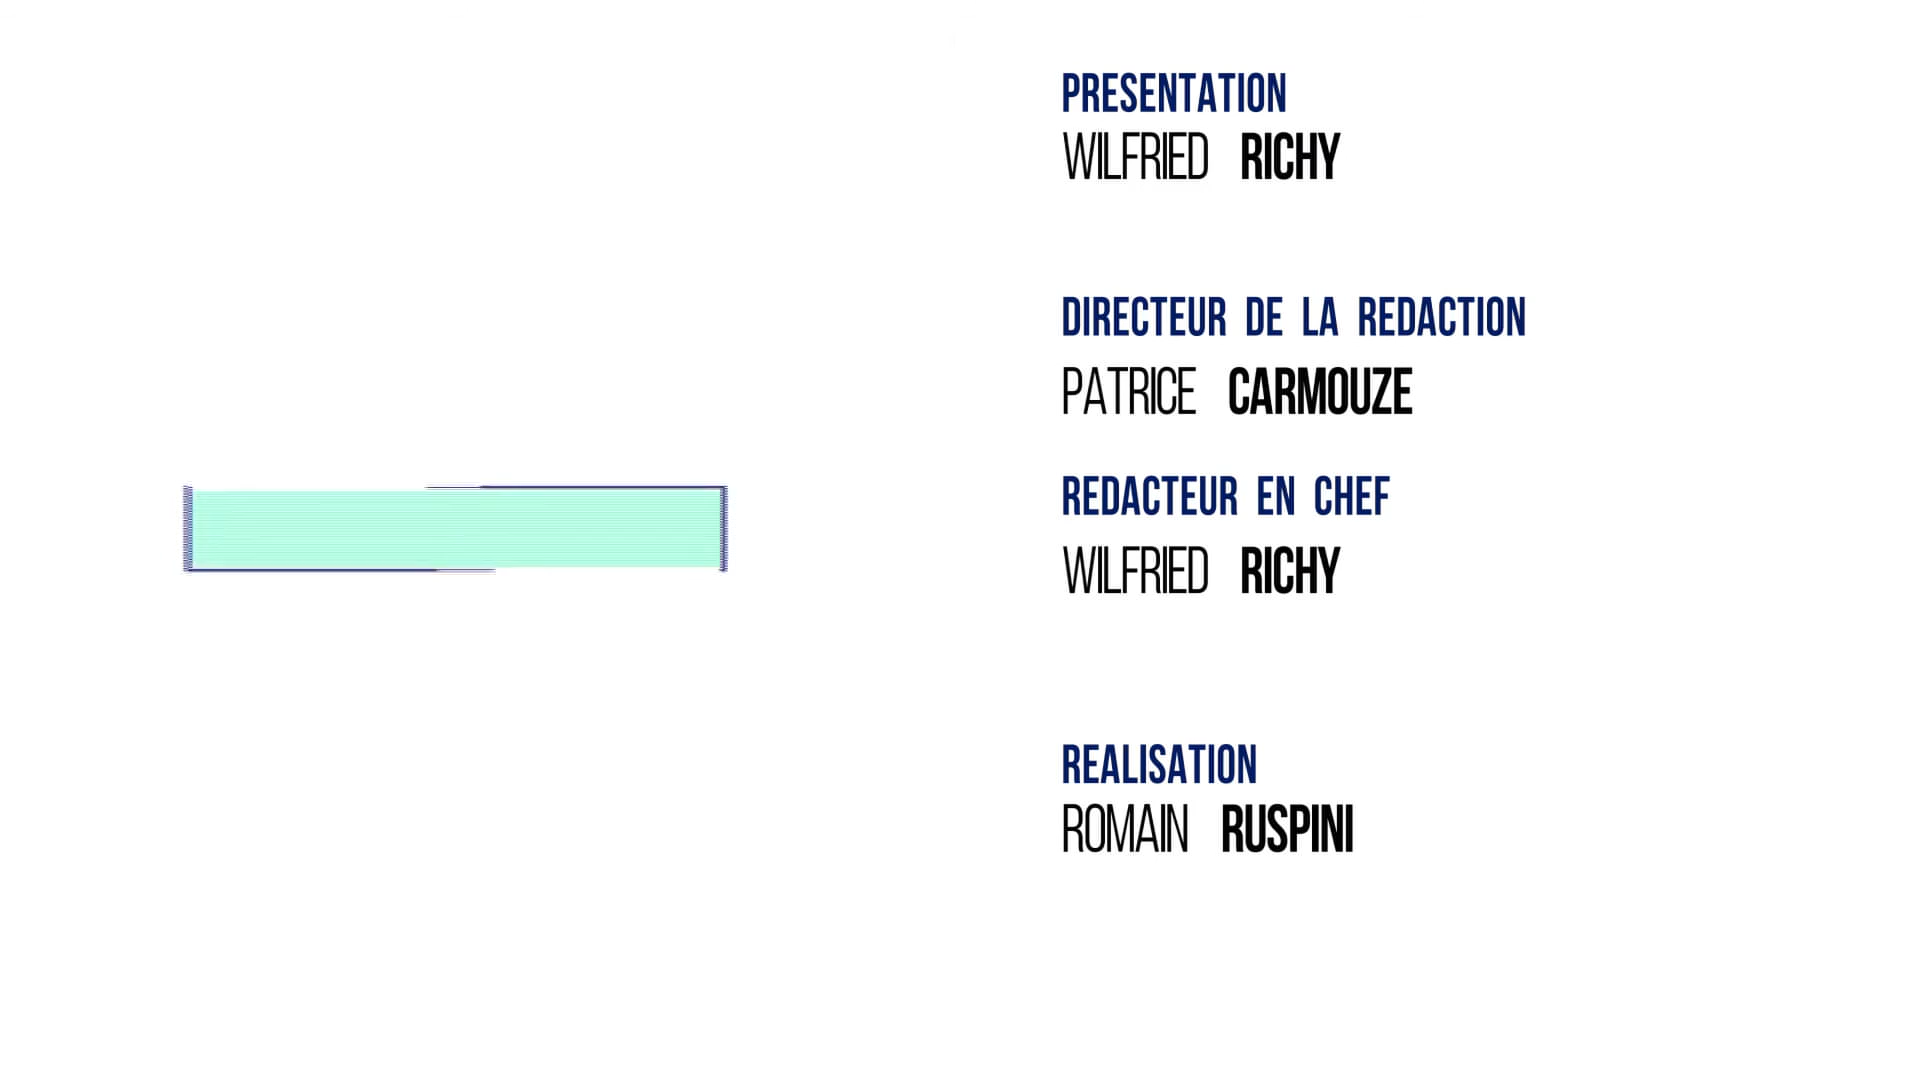 PRESENTATION
WILFRIED RICHY
DIRECTEUR DE LA REDACTION
PATRICE CARMOUZE
REDACTEUR EN CHEF
WILFRIED RICHY
REALISATION
ROMAIN RUSPINI